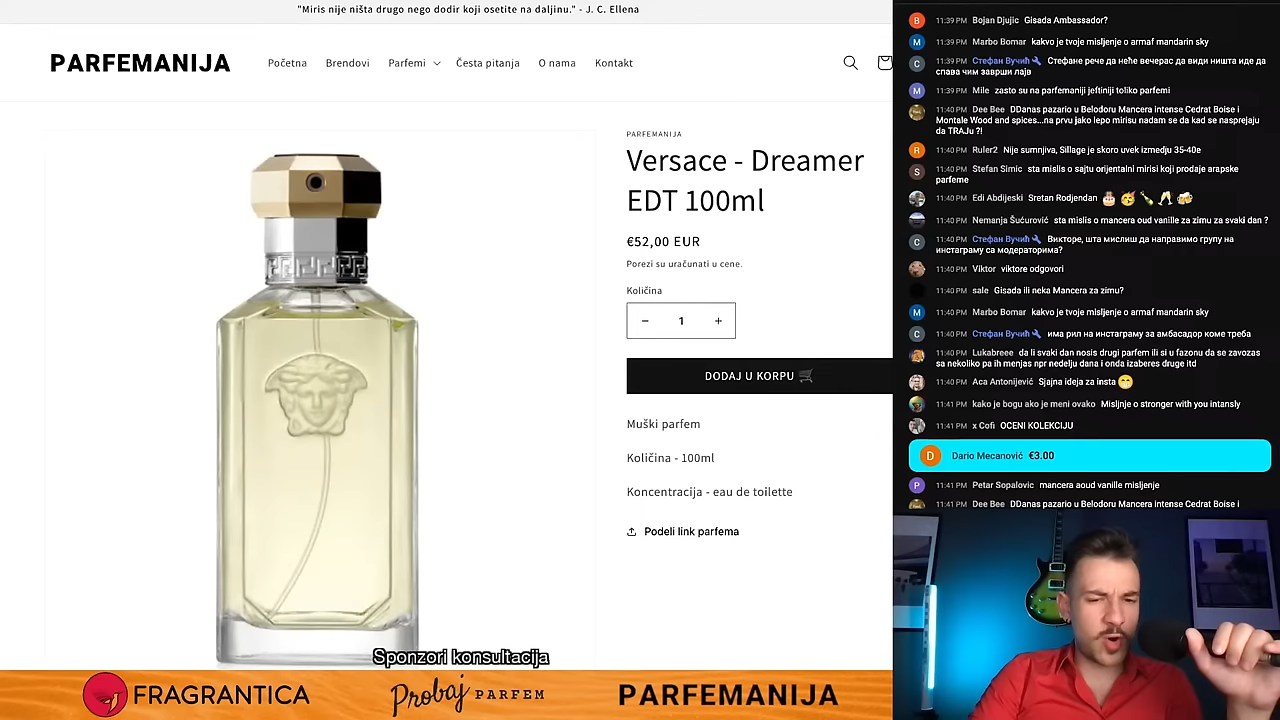 "Miris nije ništa drugo nego dodir koji osetite na daljinu." - J. C. Ellena
PARFEMANIJA
Početna
Brendovi
Parfemi
Česta pitanja
O nama
Kontakt
PARFEMANIJA
Versace - Dreamer
EDT 100ml
€52,00 EUR
Porezi su uračunati u cene.
Količina
− 1 +
DODAJ U KORPU
Muški parfem
Količina - 100ml
Koncentracija - eau de toilette
Podeli link parfema
Sponzori konsultacija
FRAGRANTICA
Probaj PARFEM
PARFEMANIJA
B 11:39 PM Bojan Djujic Gisada Ambassador?
M 11:39 PM Marbo Bomar kakvo je tvoje misljenje o armaf mandarin sky
С 11:39 PM Стефан Вучић Стефане рече да неће вечерас да види ништа иде да
спава чим заврши лајв
M 11:39 PM Mile zasto su na parfemaniji jeftiniji toliko parfemi
11:40 PM Dee Bee DDanas pazario u Belodoru Mancera Intense Cedrat Boise i
Montale Wood and spices...na prvu jako lepo mirisu nadam se da kad se nasprejaju
da TRAJu ?!
R 11:40 PM Ruler2 Nije sumnjiva, Sillage je skoro uvek izmedju 35-40e
S 11:40 PM Stefan Simic sta mislis o sajtu orijentalni mirisi koji prodaje arapske
parfeme
11:40 PM Edi Abdijeski Sretan Rodjendan 🎂🥳🍾🥂🍻
11:40 PM Nemanja Šućurović sta mislis o mancera oud vanille za zimu za svaki dan ?
С 11:40 PM Стефан Вучић Викторе, шта мислиш да направимо групу на
инстаграму са модераторима?
11:40 PM Viktor viktore odgovori
11:40 PM sale Gisada ili neka Mancera za zimu?
M 11:40 PM Marbo Bomar kakvo je tvoje misljenje o armaf mandarin sky
С 11:40 PM Стефан Вучић има рил на инстаграму за амбасадор коме треба
11:40 PM Lukabreee da li svaki dan nosis drugi parfem ili si u fazonu da se zavozas
sa nekoliko pa ih menjas npr nedelju dana i onda izaberes druge itd
11:40 PM Aca Antonijević Sjajna ideja za insta 😁
11:41 PM kako je bogu ako je meni ovako Misljnje o stronger with you intansly
11:41 PM x Cofi OCENI KOLEKCIJU
D Dario Mecanović €3.00
P 11:41 PM Petar Sopalovic mancera aoud vanille misljenje
11:41 PM Dee Bee DDanas pazario u Belodoru Mancera Intense Cedrat Boise i